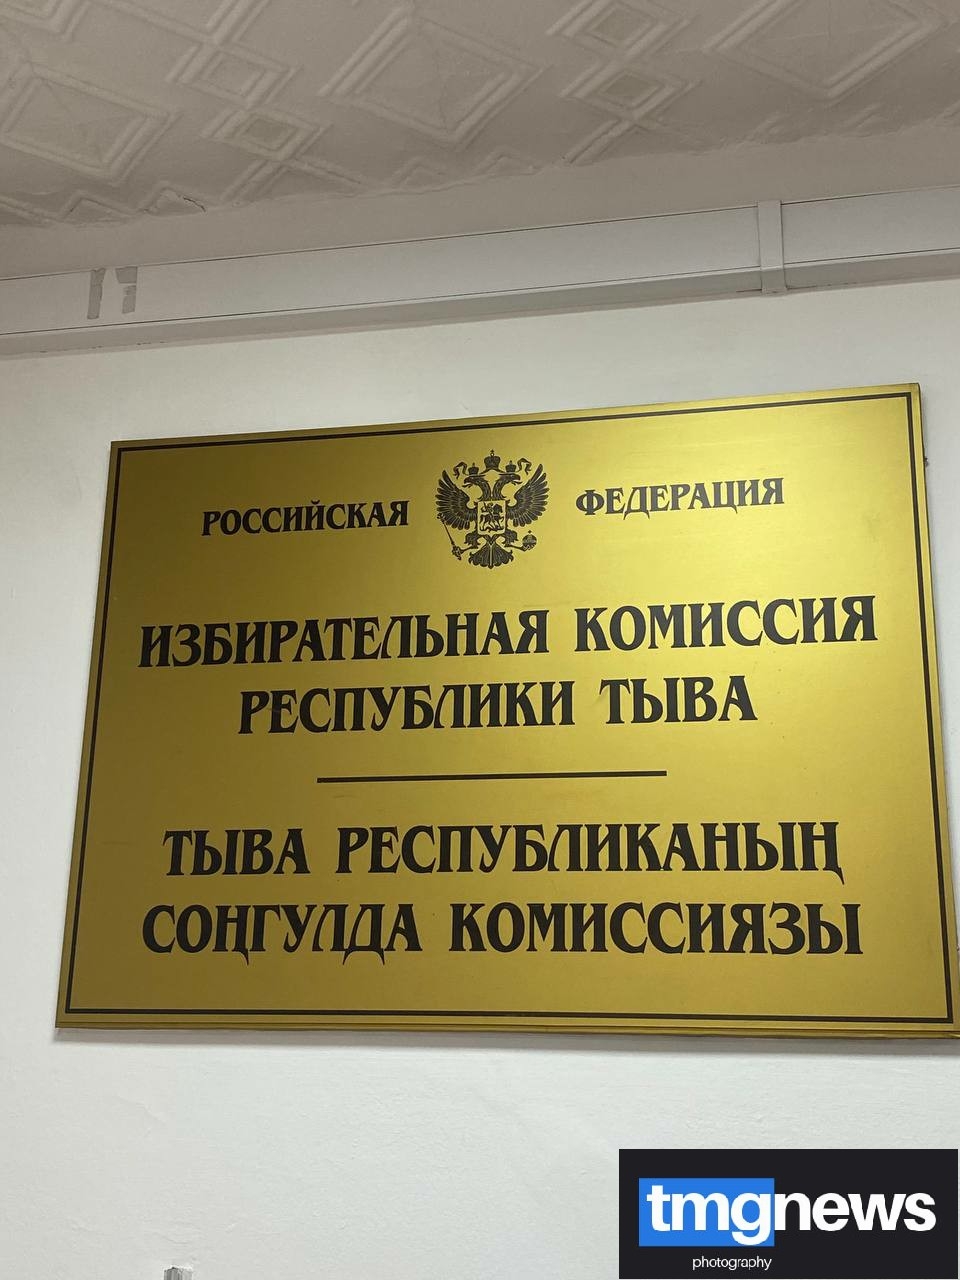 РОССИЙСКАЯ ФЕДЕРАЦИЯ
ИЗБИРАТЕЛЬНАЯ КОМИССИЯ
РЕСПУБЛИКИ ТЫВА
ТЫВА РЕСПУБЛИКАНЫҢ
СОҢГУЛДА КОМИССИЯЗЫ
tmgnews
photography